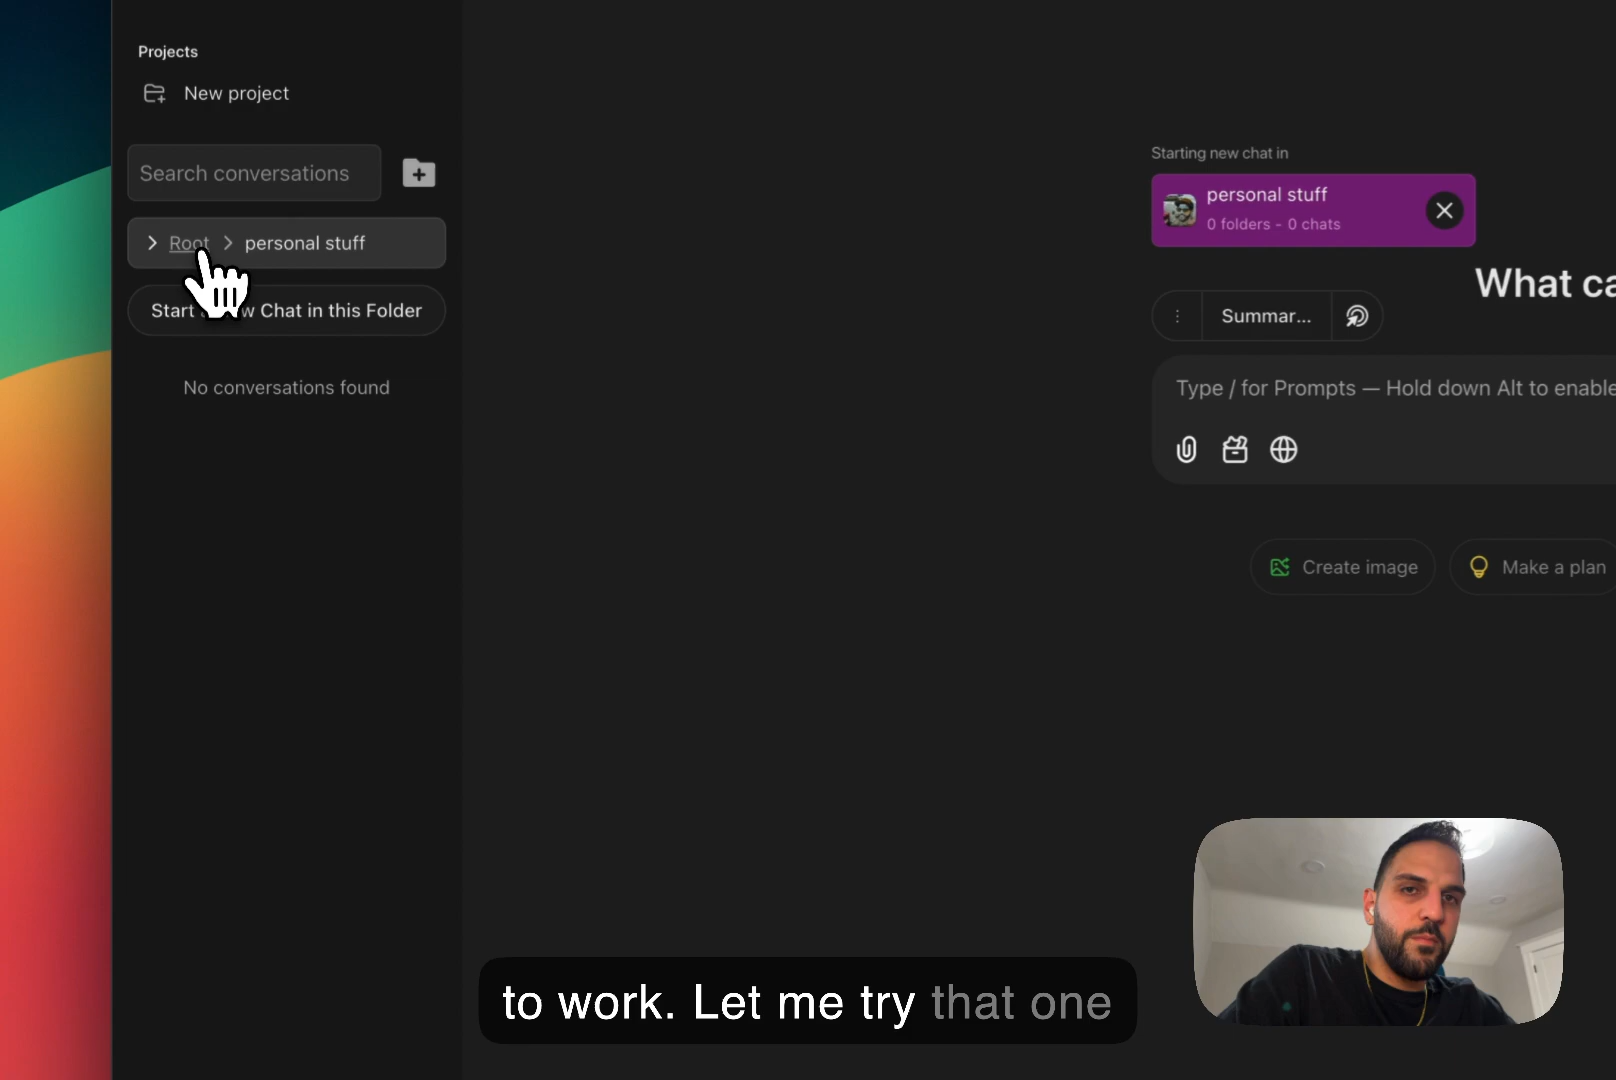 Projects
New project
Search conversations
Root > personal stuff
Start Chat in this Folder
No conversations found
Starting new chat in
personal stuff
0 folders - 0 chats
What ca
Summar...
Type / for Prompts — Hold down Alt to enable
Create image
Make a plan
to work. Let me try that one